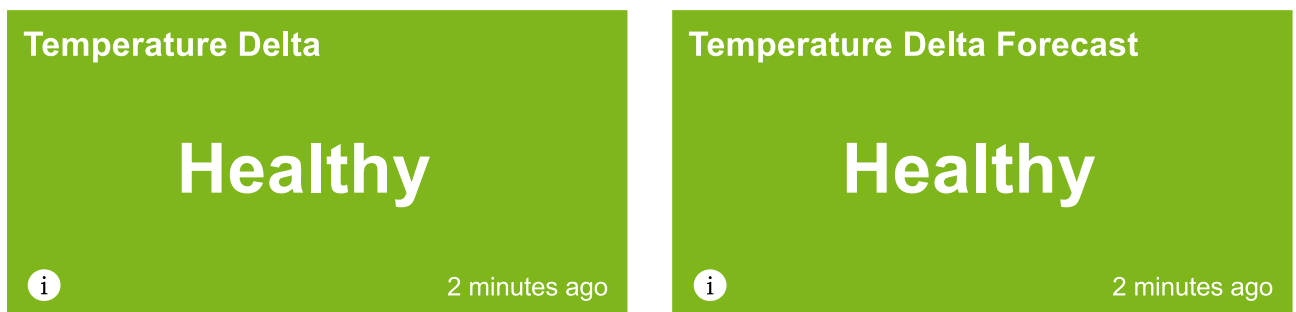 Temperature Delta
Healthy
i
2 minutes ago
Temperature Delta Forecast
Healthy
i
2 minutes ago